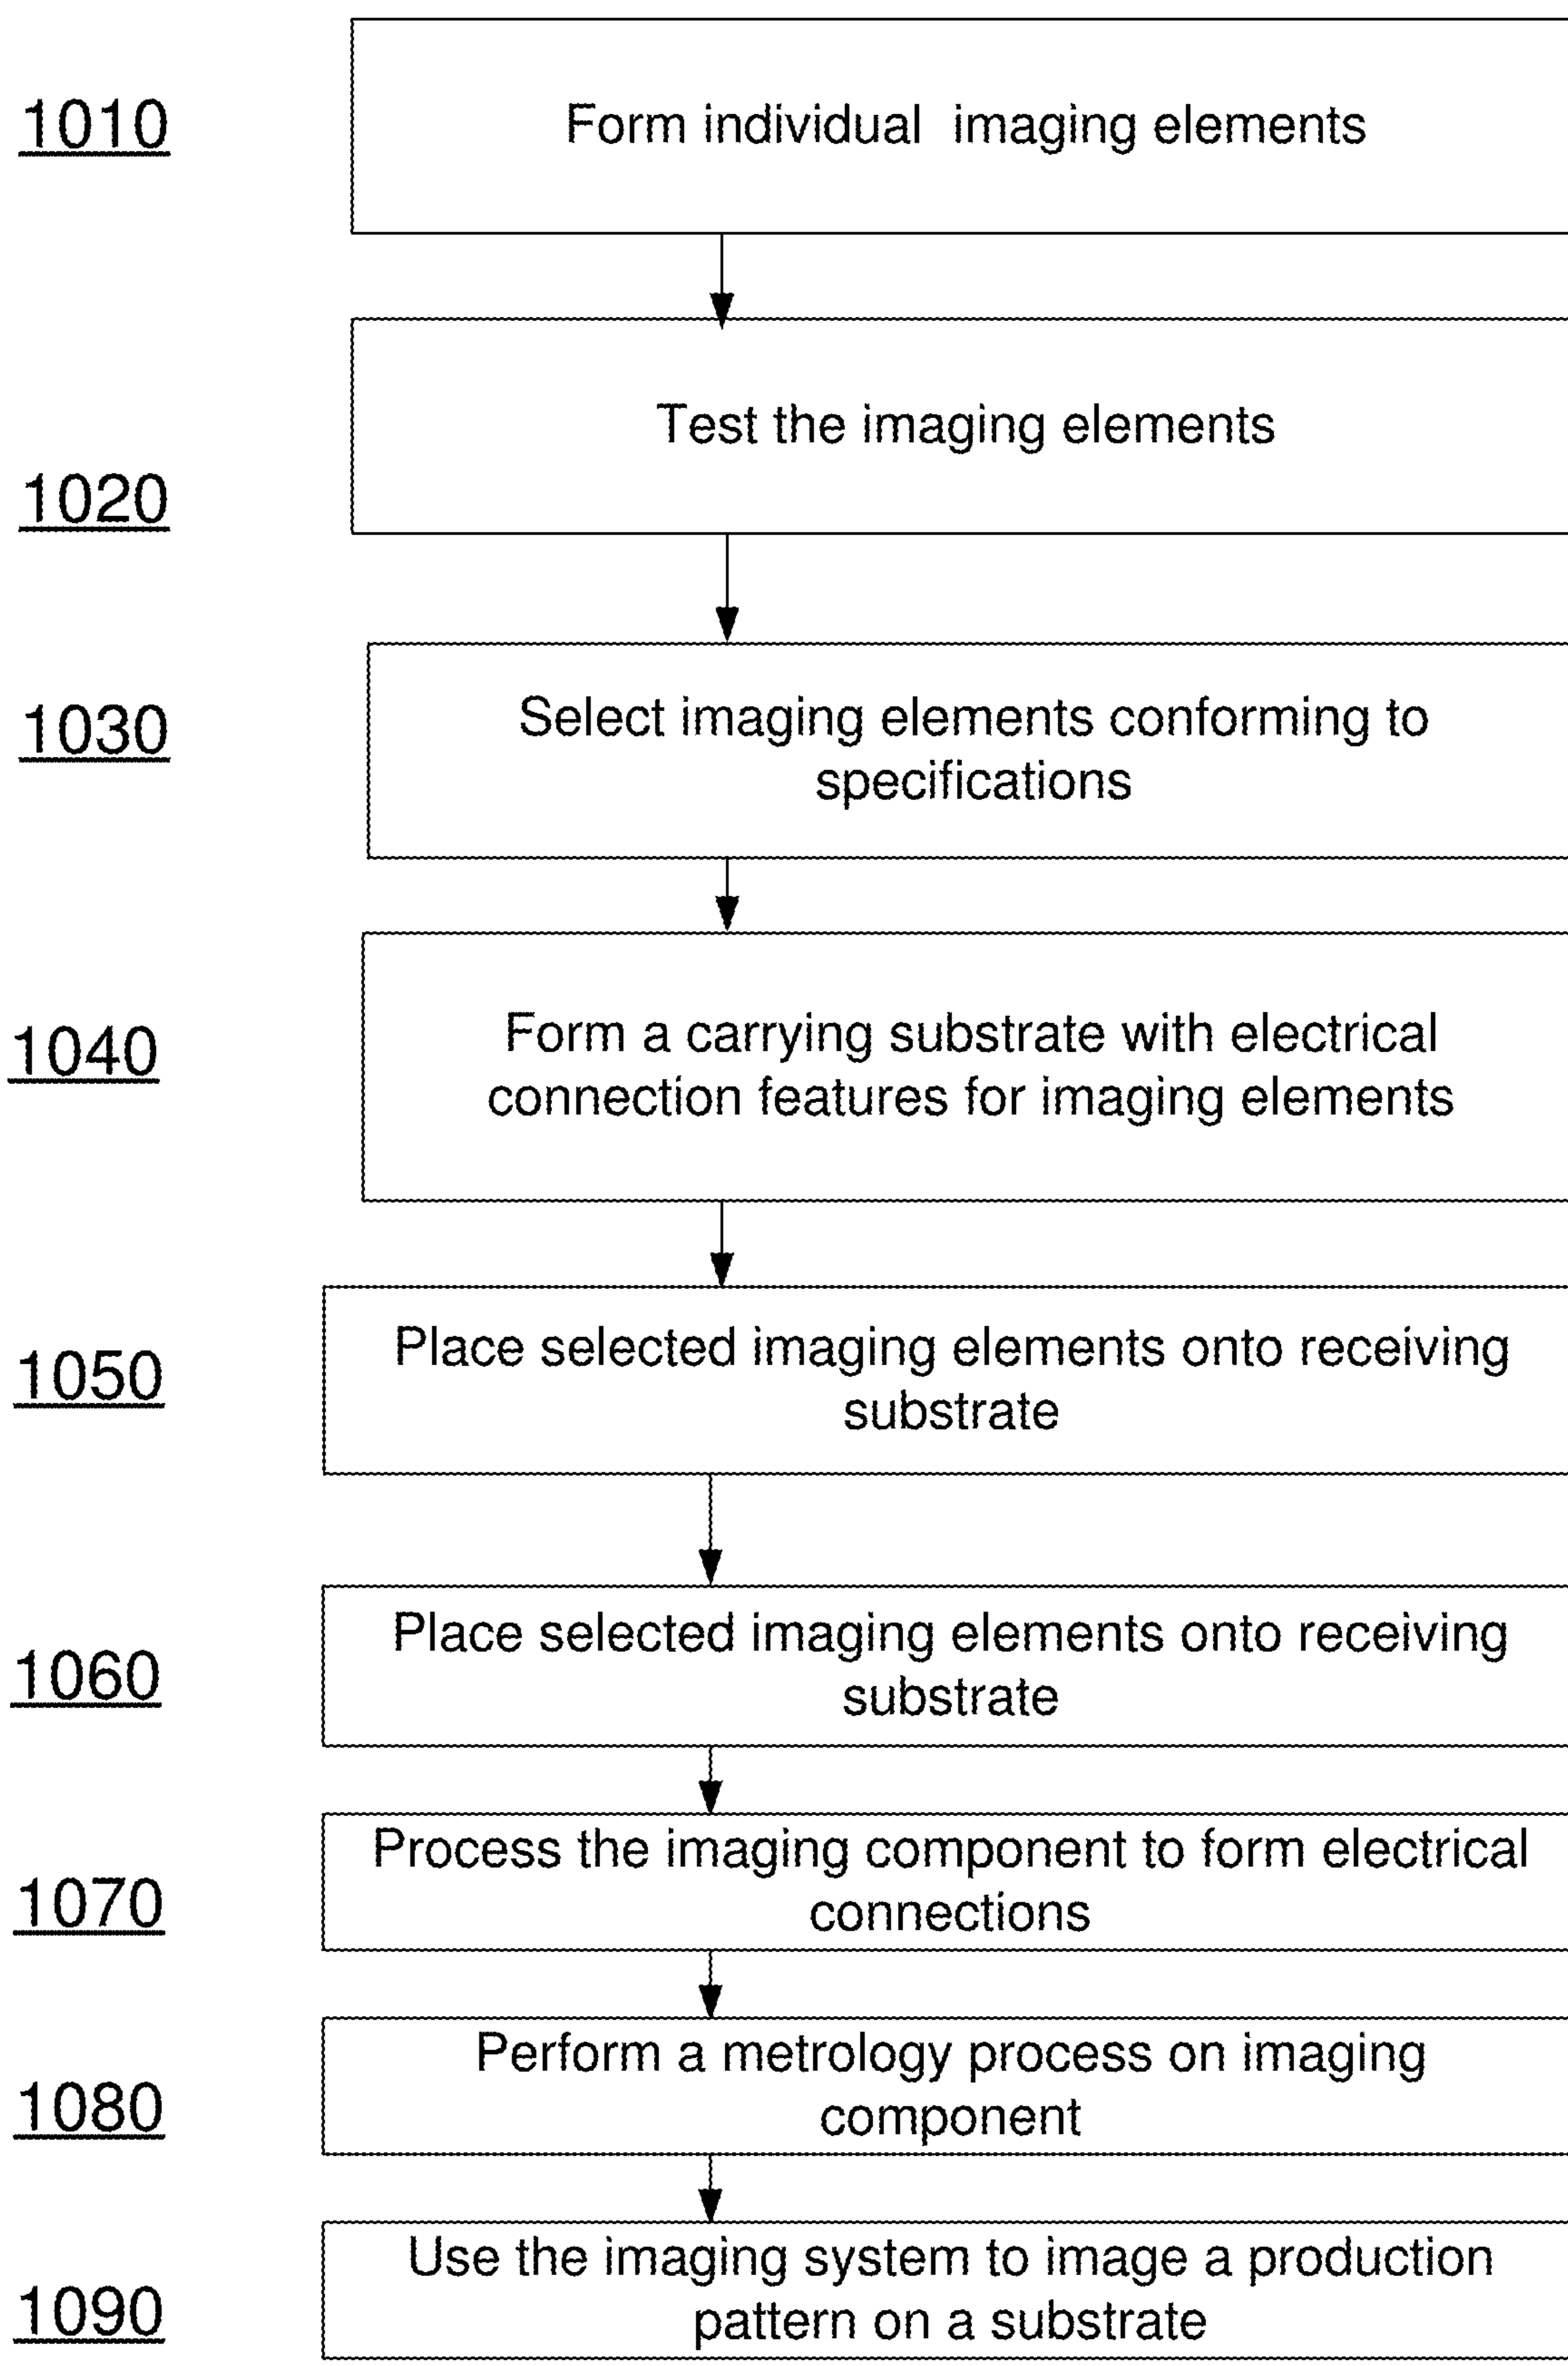 1010
Form individual imaging elements
Test the imaging elements
1020
1030
Select imaging elements conforming to
specifications
1040
Form a carrying substrate with electrical
connection features for imaging elements
1050
Place selected imaging elements onto receiving
substrate
1060
Place selected imaging elements onto receiving
substrate
1070
Process the imaging component to form electrical
connections
1080
Perform a metrology process on imaging
component
1090
Use the imaging system to image a production
pattern on a substrate